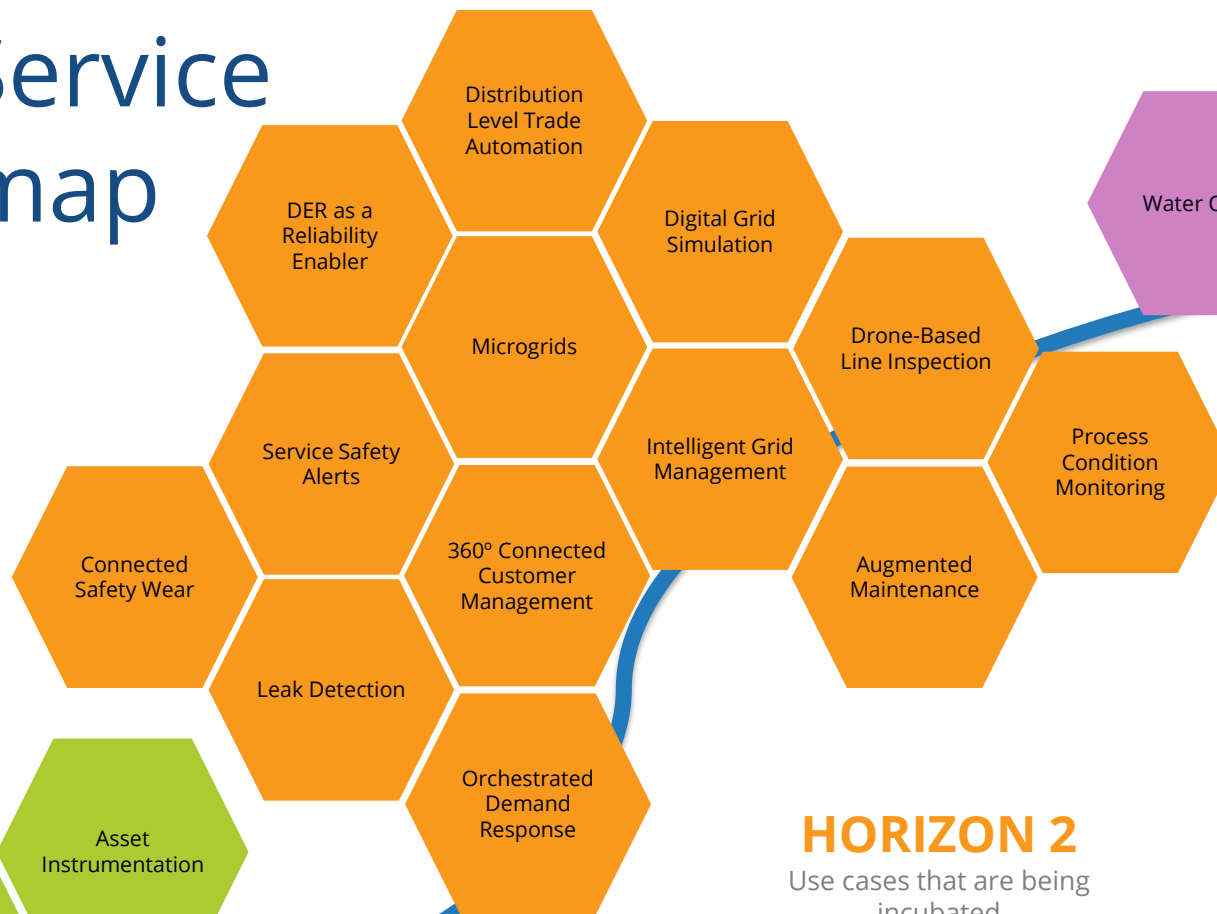 Service
map
Distribution
Level Trade
Automation
DER as a
Reliability
Enabler
Digital Grid
Simulation
Water
Microgrids
Drone-Based
Line Inspection
Service Safety
Alerts
Intelligent Grid
Management
Process
Condition
Monitoring
Connected
Safety Wear
360º Connected
Customer
Management
Augmented
Maintenance
Leak Detection
Orchestrated
Demand
Response
Asset
Instrumentation
HORIZON 2
Use cases that are being
incubated